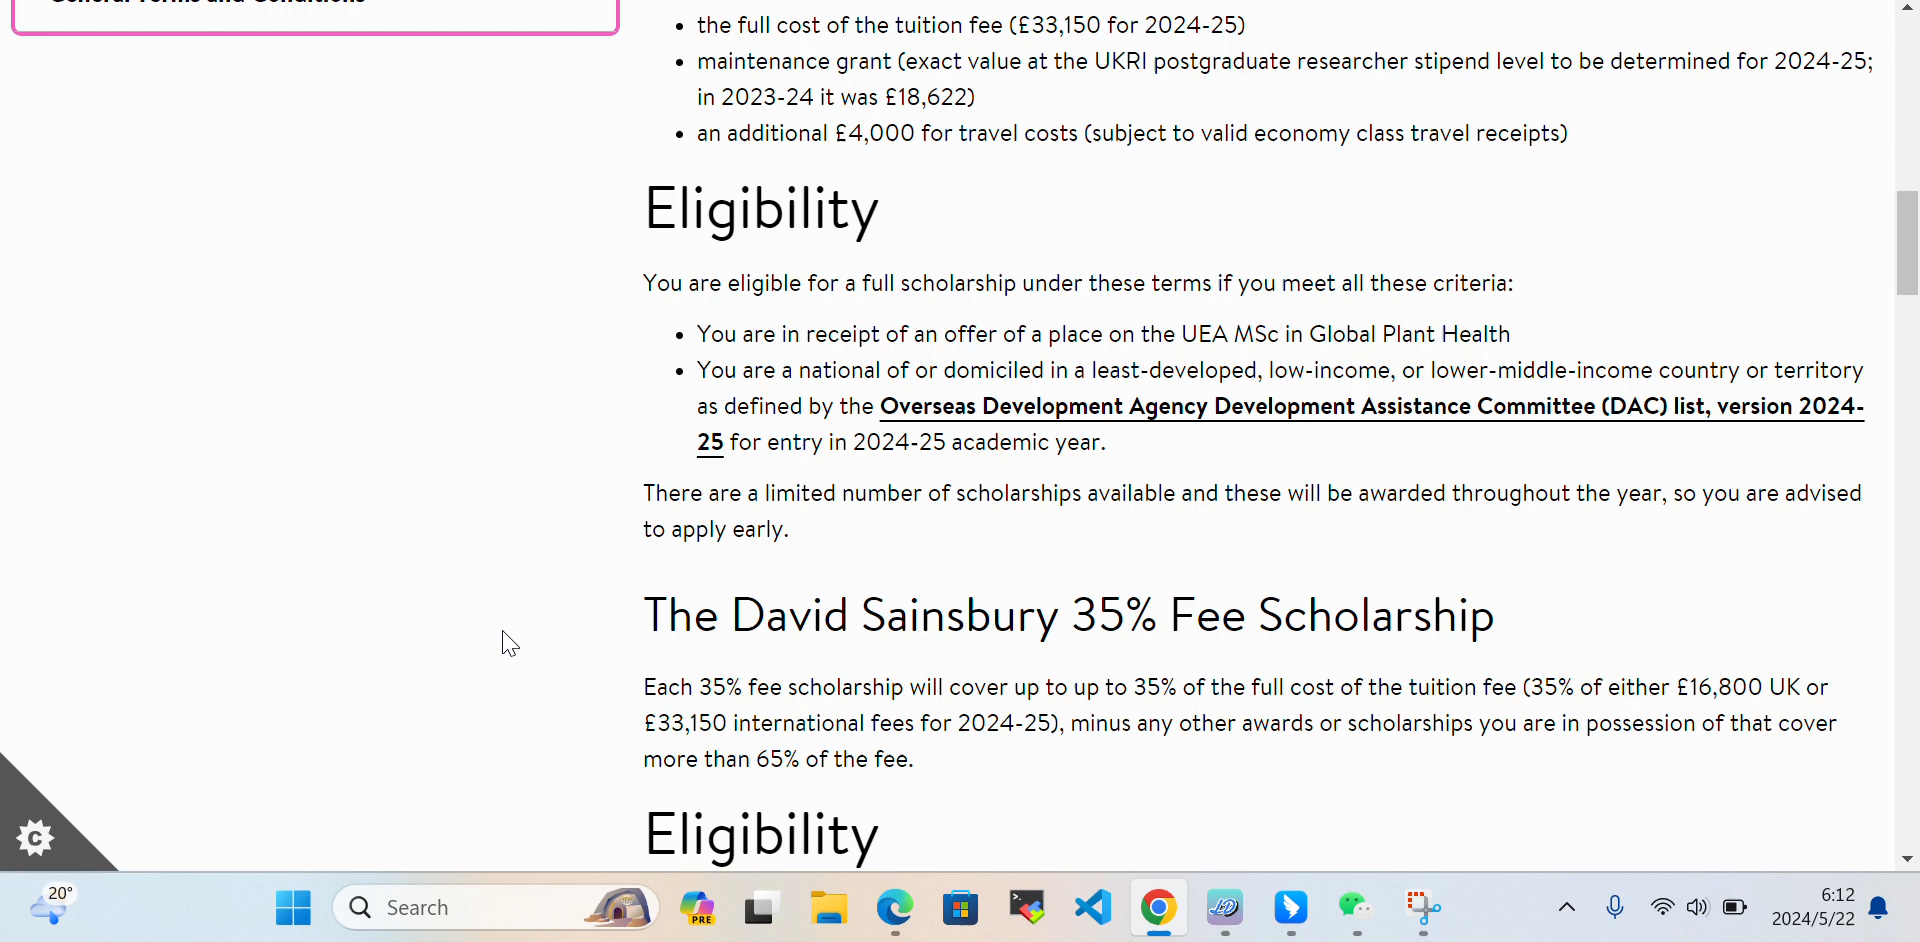 General Terms and Conditions
• the full cost of the tuition fee (£33,150 for 2024-25)
• maintenance grant (exact value at the UKRI postgraduate researcher stipend level to be determined for 2024-25;
in 2023-24 it was £18,622)
• an additional £4,000 for travel costs (subject to valid economy class travel receipts)
Eligibility
You are eligible for a full scholarship under these terms if you meet all these criteria:
• You are in receipt of an offer of a place on the UEA MSc in Global Plant Health
• You are a national of or domiciled in a least-developed, low-income, or lower-middle-income country or territory
as defined by the Overseas Development Agency Development Assistance Committee (DAC) list, version 2024-
25 for entry in 2024-25 academic year.
There are a limited number of scholarships available and these will be awarded throughout the year, so you are advised
to apply early.
The David Sainsbury 35% Fee Scholarship
Each 35% fee scholarship will cover up to up to 35% of the full cost of the tuition fee (35% of either £16,800 UK or
£33,150 international fees for 2024-25), minus any other awards or scholarships you are in possession of that cover
more than 65% of the fee.
Eligibility
C
20°
Search
PRE
LD
6:12
2024/5/22